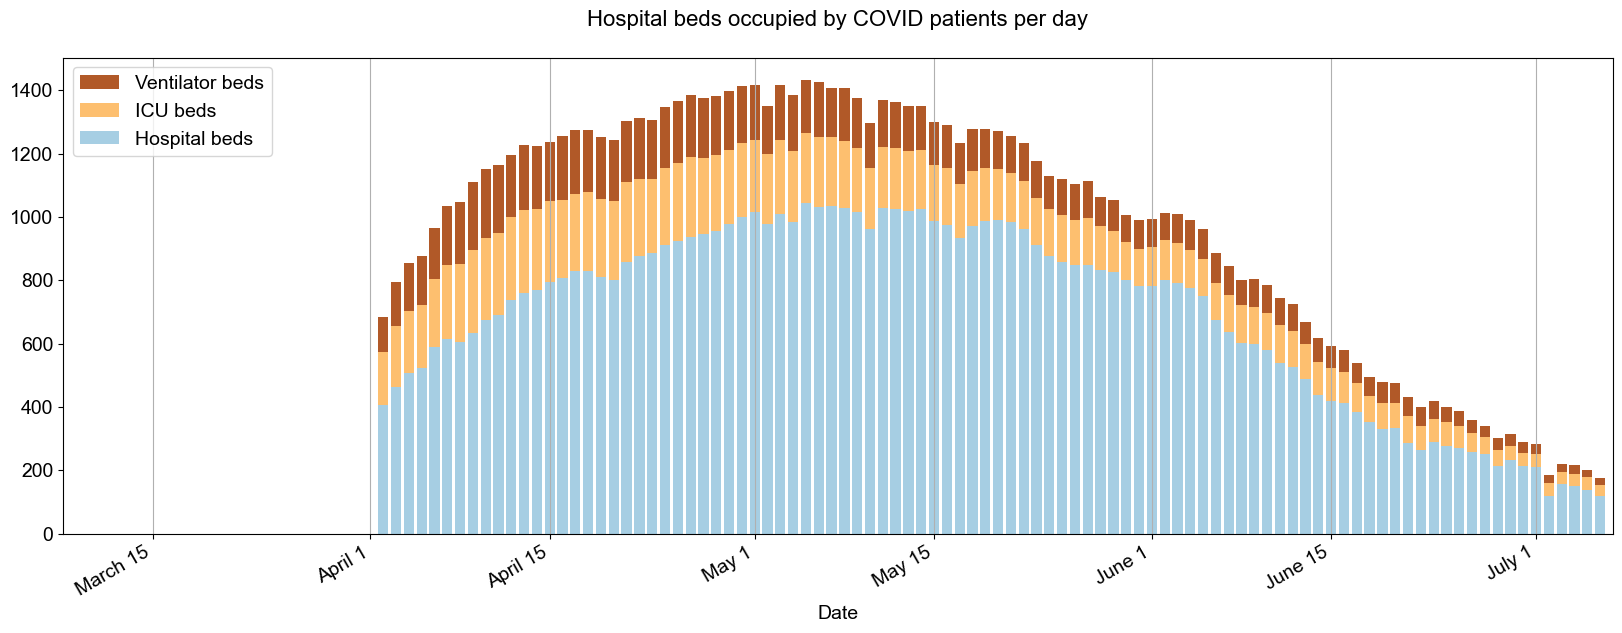 Hospital beds occupied by COVID patients per day
Ventilator beds
ICU beds
Hospital beds
1400
1200
1000
800
600
400
200
0
March 15
April 1
April 15
May 1
May 15
June 1
June 15
July 1
Date